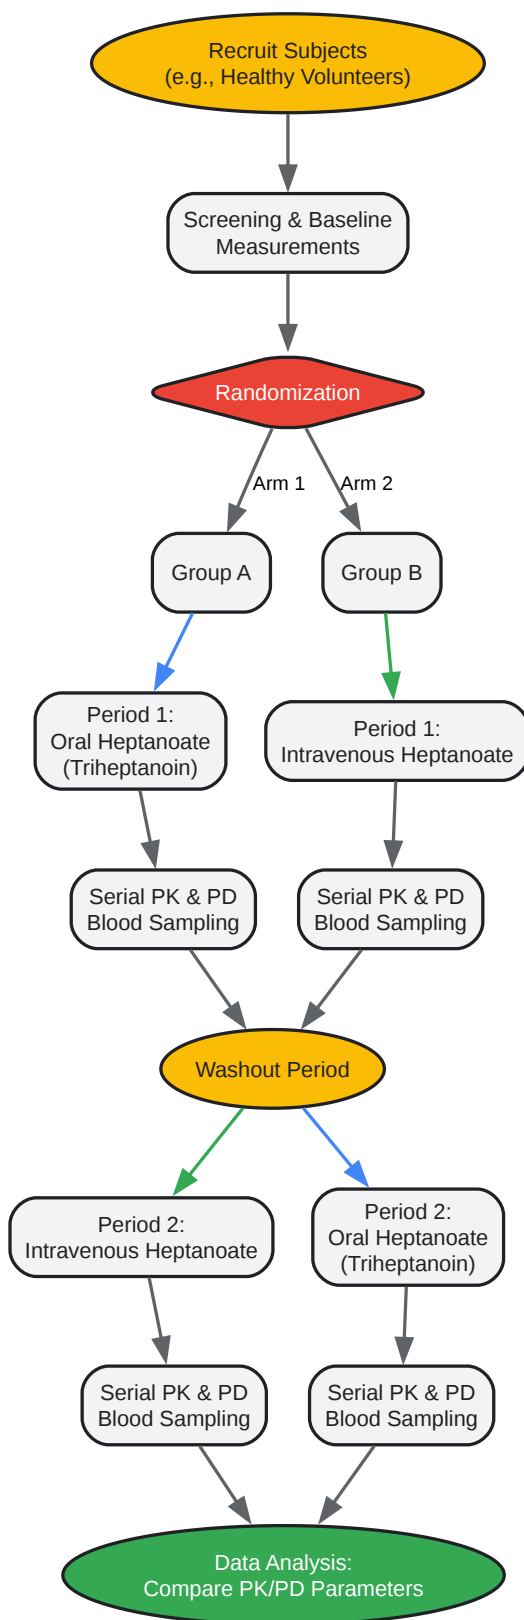 Recruit Subjects
(e.g., Healthy Volunteers)
Screening & Baseline
Measurements
Randomization
Arm 1
Arm 2
Group A
Group B
Period 1:
Oral Heptanoate
(Triheptanoin)
Period 1:
Intravenous Heptanoate
Serial PK & PD
Blood Sampling
Serial PK & PD
Blood Sampling
Washout Period
Period 2:
Intravenous Heptanoate
Period 2:
Oral Heptanoate
(Triheptanoin)
Serial PK & PD
Blood Sampling
Serial PK & PD
Blood Sampling
Data Analysis:
Compare PK/PD Parameters